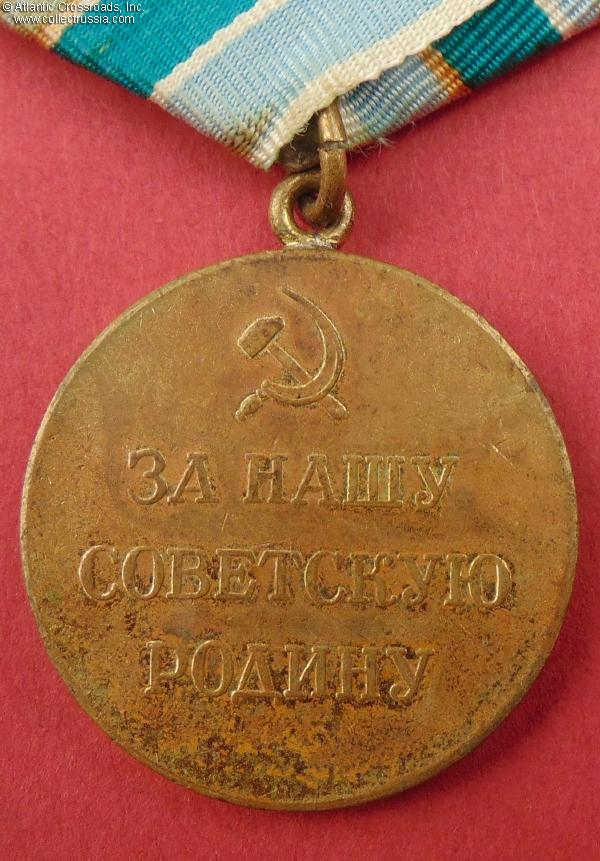 © Atlantic Crossroads, Inc.
www.collectrussia.com
ЗА НАШУ
СОВЕТСКУЮ
РОДИНУ